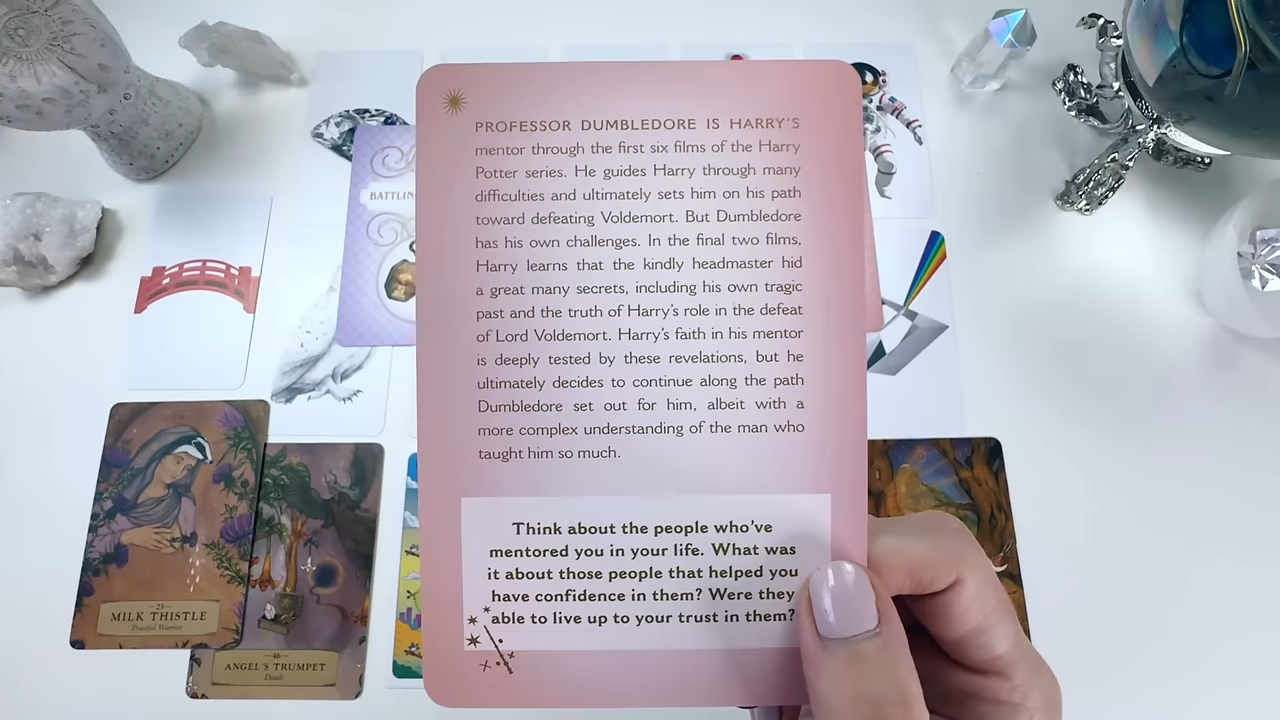 PROFESSOR DUMBLEDORE IS HARRY'S
mentor through the first six films of the Harry
Potter series. He guides Harry through many
difficulties and ultimately sets him on his path
toward defeating Voldemort. But Dumbledore
has his own challenges. In the final two films,
Harry learns that the kindly headmaster hid
a great many secrets, including his own tragic
past and the truth of Harry's role in the defeat
of Lord Voldemort. Harry's faith in his mentor
is deeply tested by these revelations, but he
ultimately decides to continue along the path
Dumbledore set out for him, albeit with a
more complex understanding of the man who
taught him so much.
Think about the people who've
mentored you in your life. What was
it about those people that helped you
have confidence in them? Were they
able to live up to your trust in them?
23
MILK THISTLE
Peaceful Warrior
ANGEL'S TRUMPET
Death